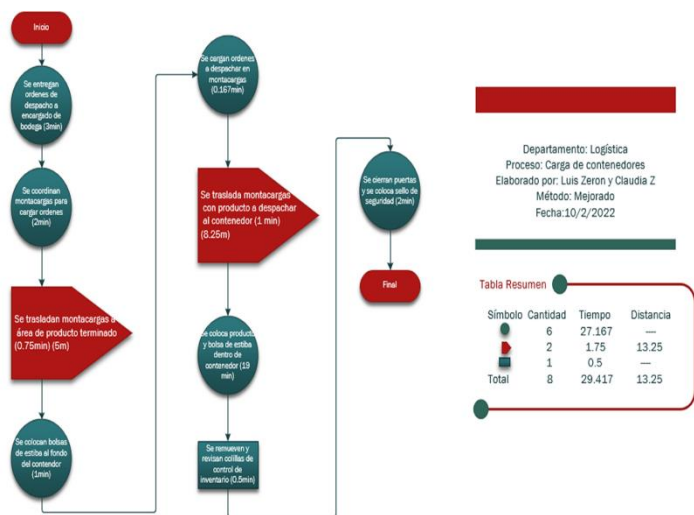 Inicio
Se entregan
ordenes de
despacho a
encargado de
bodega (3min)
Se coordinan
montacargas para
cargar ordenes
(2min)
Se trasladan montacargas a
área de producto terminado
(0.75min) (5m)
Se colocan bolsas
de estiba al fondo
del contendor
(1min)
Se cargan ordenes
a despachar en
montacargas
(0.167min)
Se traslada montacargas
con producto a despachar
al contenedor (1 min)
(8.25m)
Se coloca producto
y bolsa de estiba
dentro de
contenedor (19
min)
Se remueven y
revisan colillas de
control de
inventario (0.5min)
Se cierran puertas
y se coloca sello de
seguridad (2min)
Final
Departamento: Logística
Proceso: Carga de contenedores
Elaborado por: Luis Zeron y Claudia Z
Método: Mejorado
Fecha:10/2/2022
Tabla Resumen
Símbolo Cantidad Tiempo Distancia
6 27.167 ---
2 1.75 13.25
1 0.5 ---
Total 8 29.417 13.25